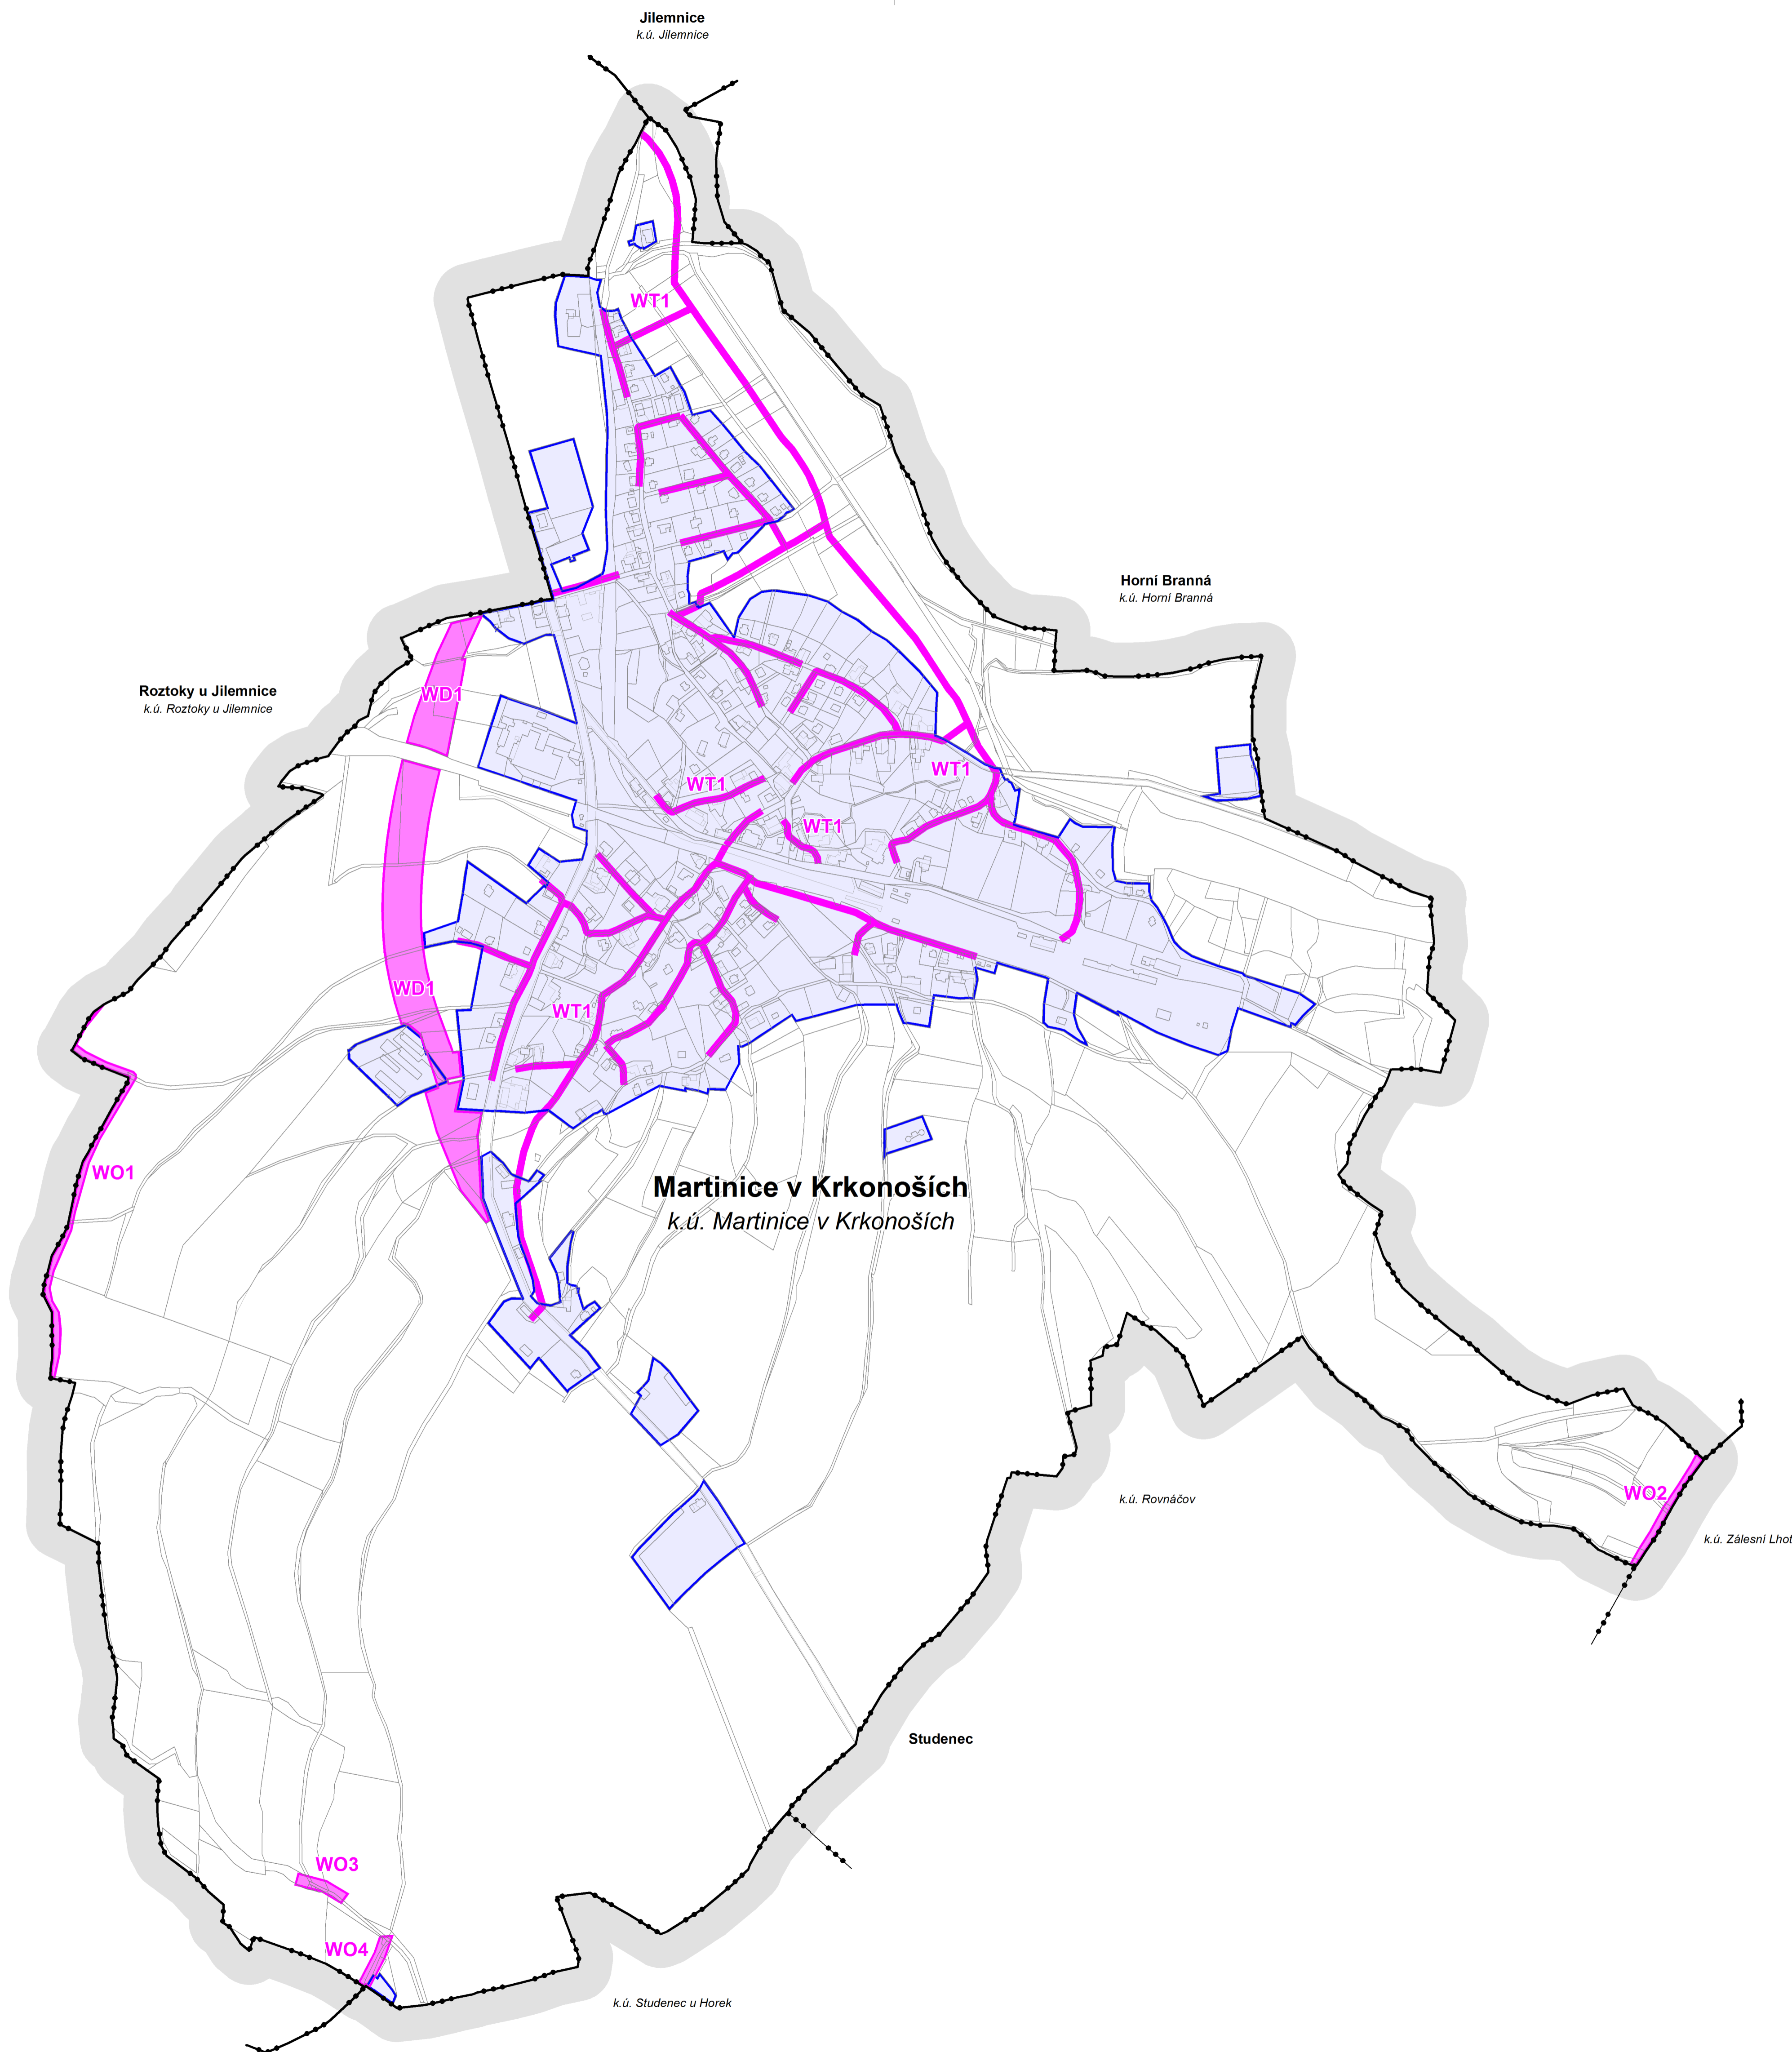 Jilemnice
k.ú. Jilemnice
WT1
Horní Branná
k.ú. Horní Branná
Roztoky u Jilemnice
k.ú. Roztoky u Jilemnice
WD1
WT1
WT1
WT1
WD1
WT1
WO1
Martinice v Krkonoších
k.ú. Martinice v Krkonoších
WO2
k.ú. Rovnáčov
k.ú. Zálesní Lhot
Studenec
WO3
WO4
k.ú. Studenec u Horek